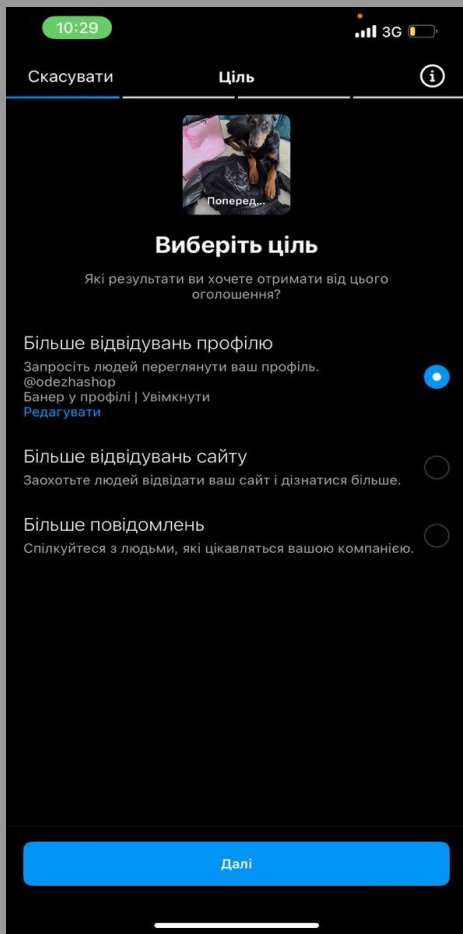 10:29
3G
Скасувати
Ціль
Поперед...
Виберіть ціль
Які результати ви хочете отримати від цього
оголошення?
Більше відвідувань профілю
Запросіть людей переглянути ваш профіль.
@odezhashop
Банер у профілі | Увімкнути
Редагувати
Більше відвідувань сайту
Заохотьте людей відвідати ваш сайт і дізнатися більше.
Більше повідомлень
Спілкуйтеся з людьми, які цікавляться вашою компанією.
Далі